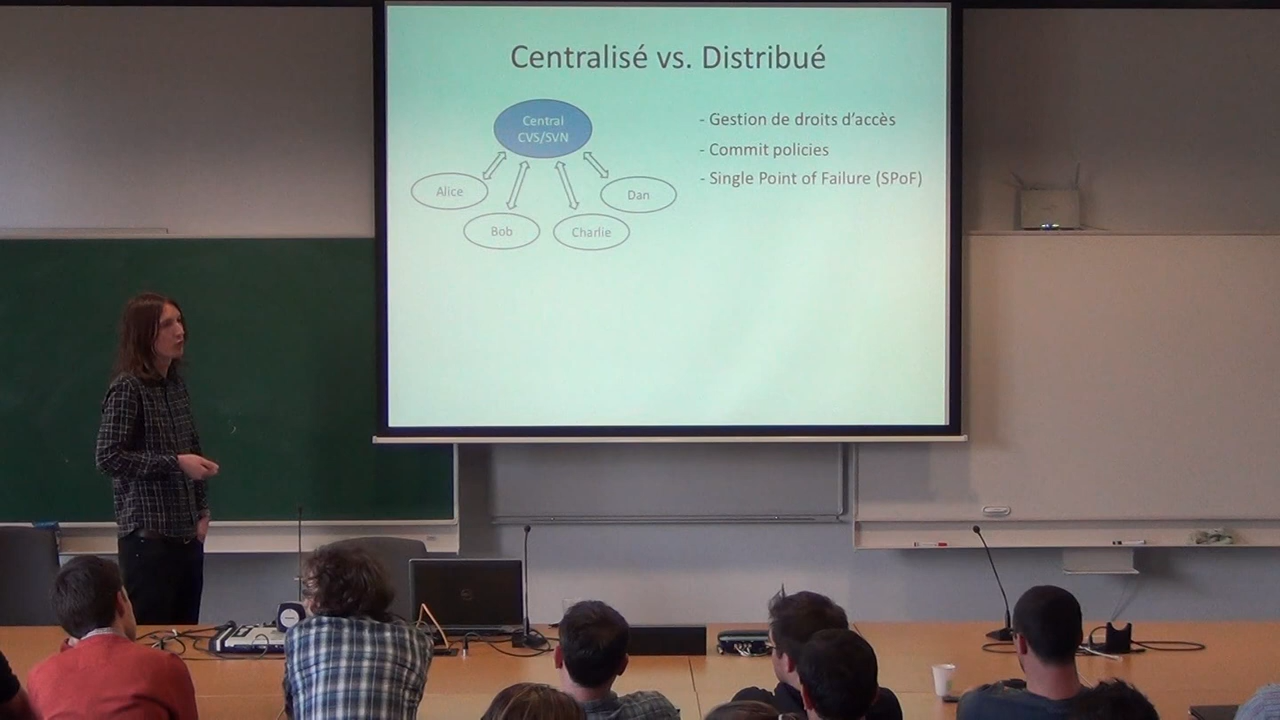 Centralisé vs. Distribué
Central
CVS/SVN
Alice
Bob
Charlie
Dan
- Gestion de droits d'accès
- Commit policies
- Single Point of Failure (SPoF)